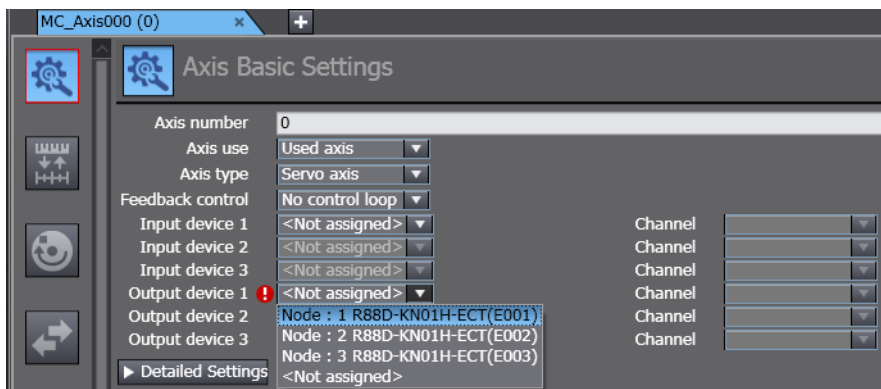 MC_Axis000 (0)
Axis Basic Settings
Axis number 0
Axis use Used axis
Axis type Servo axis
Feedback control No control loop
Input device 1 <Not assigned> Channel
Input device 2 <Not assigned> Channel
Input device 3 <Not assigned> Channel
Output device 1 <Not assigned> Channel
Output device 2 Node : 1 R88D-KN01H-ECT(E001) Channel
Node : 2 R88D-KN01H-ECT(E002)
Output device 3 Node : 3 R88D-KN01H-ECT(E003) Channel
Detailed Settings <Not assigned>